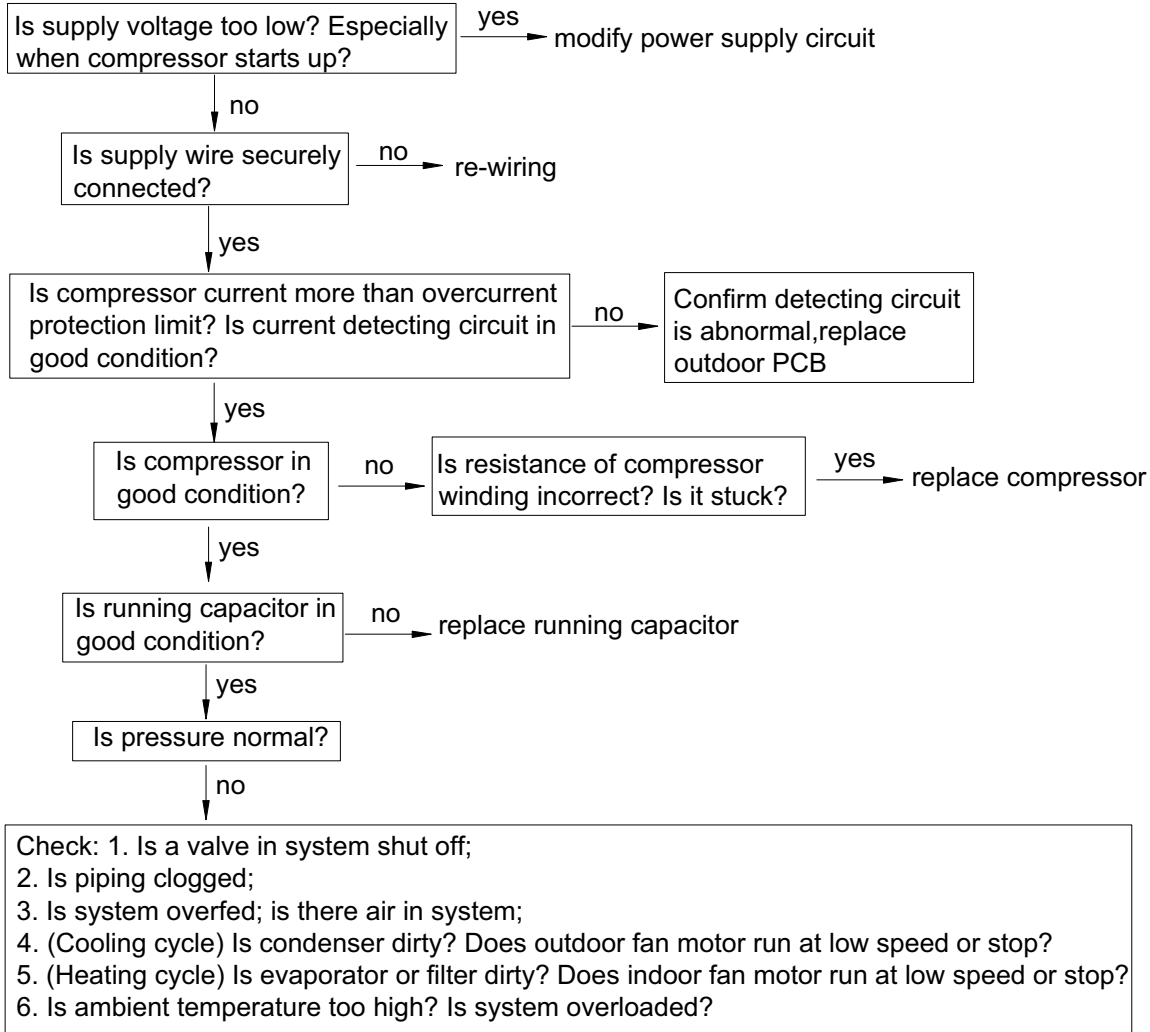 Is supply voltage too low? Especially
when compressor starts up?
yes
modify power supply circuit
no
Is supply wire securely
connected?
no
re-wiring
yes
Is compressor current more than overcurrent
protection limit? Is current detecting circuit in
good condition?
no
Confirm detecting circuit
is abnormal,replace
outdoor PCB
yes
Is compressor in
good condition?
no
Is resistance of compressor
winding incorrect? Is it stuck?
yes
replace compressor
yes
Is running capacitor in
good condition?
no
replace running capacitor
yes
Is pressure normal?
no
Check: 1. Is a valve in system shut off;
2. Is piping clogged;
3. Is system overfed; is there air in system;
4. (Cooling cycle) Is condenser dirty? Does outdoor fan motor run at low speed or stop?
5. (Heating cycle) Is evaporator or filter dirty? Does indoor fan motor run at low speed or stop?
6. Is ambient temperature too high? Is system overloaded?